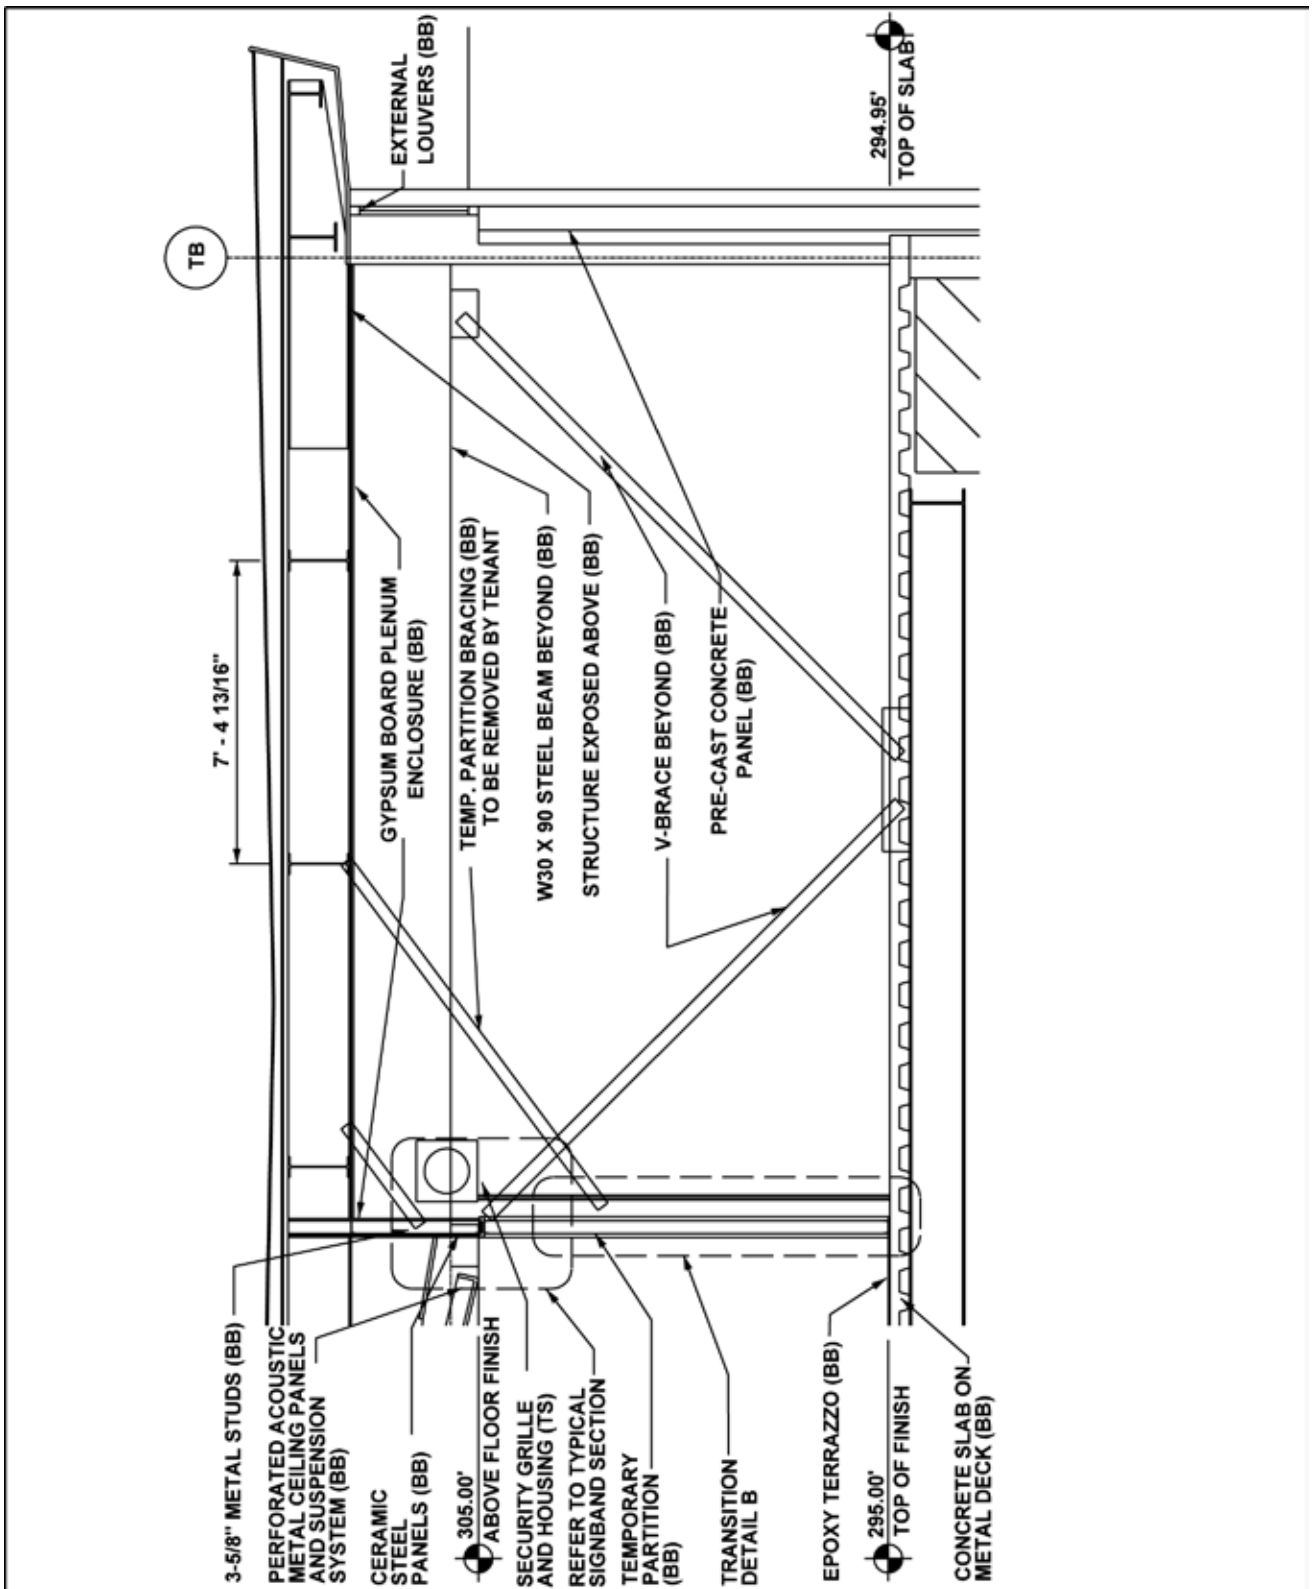 3-5/8" METAL STUDS (BB)
PERFORATED ACOUSTIC
METAL CEILING PANELS
AND SUSPENSION
SYSTEM (BB)
CERAMIC
STEEL
PANELS (BB)
305.00'
ABOVE FLOOR FINISH
SECURITY GRILLE
AND HOUSING (TS)
REFER TO TYPICAL
SIGNBAND SECTION
TEMPORARY
PARTITION
(BB)
TRANSITION
DETAIL B
EPOXY TERRAZZO (BB)
295.00'
TOP OF FINISH
CONCRETE SLAB ON
METAL DECK (BB)
7' - 4 13/16"
GYPSUM BOARD PLENUM
ENCLOSURE (BB)
TEMP. PARTITION BRACING (BB)
TO BE REMOVED BY TENANT
W30 X 90 STEEL BEAM BEYOND (BB)
STRUCTURE EXPOSED ABOVE (BB)
V-BRACE BEYOND (BB)
PRE-CAST CONCRETE
PANEL (BB)
TB
EXTERNAL
LOUVERS (BB)
294.95'
TOP OF SLAB